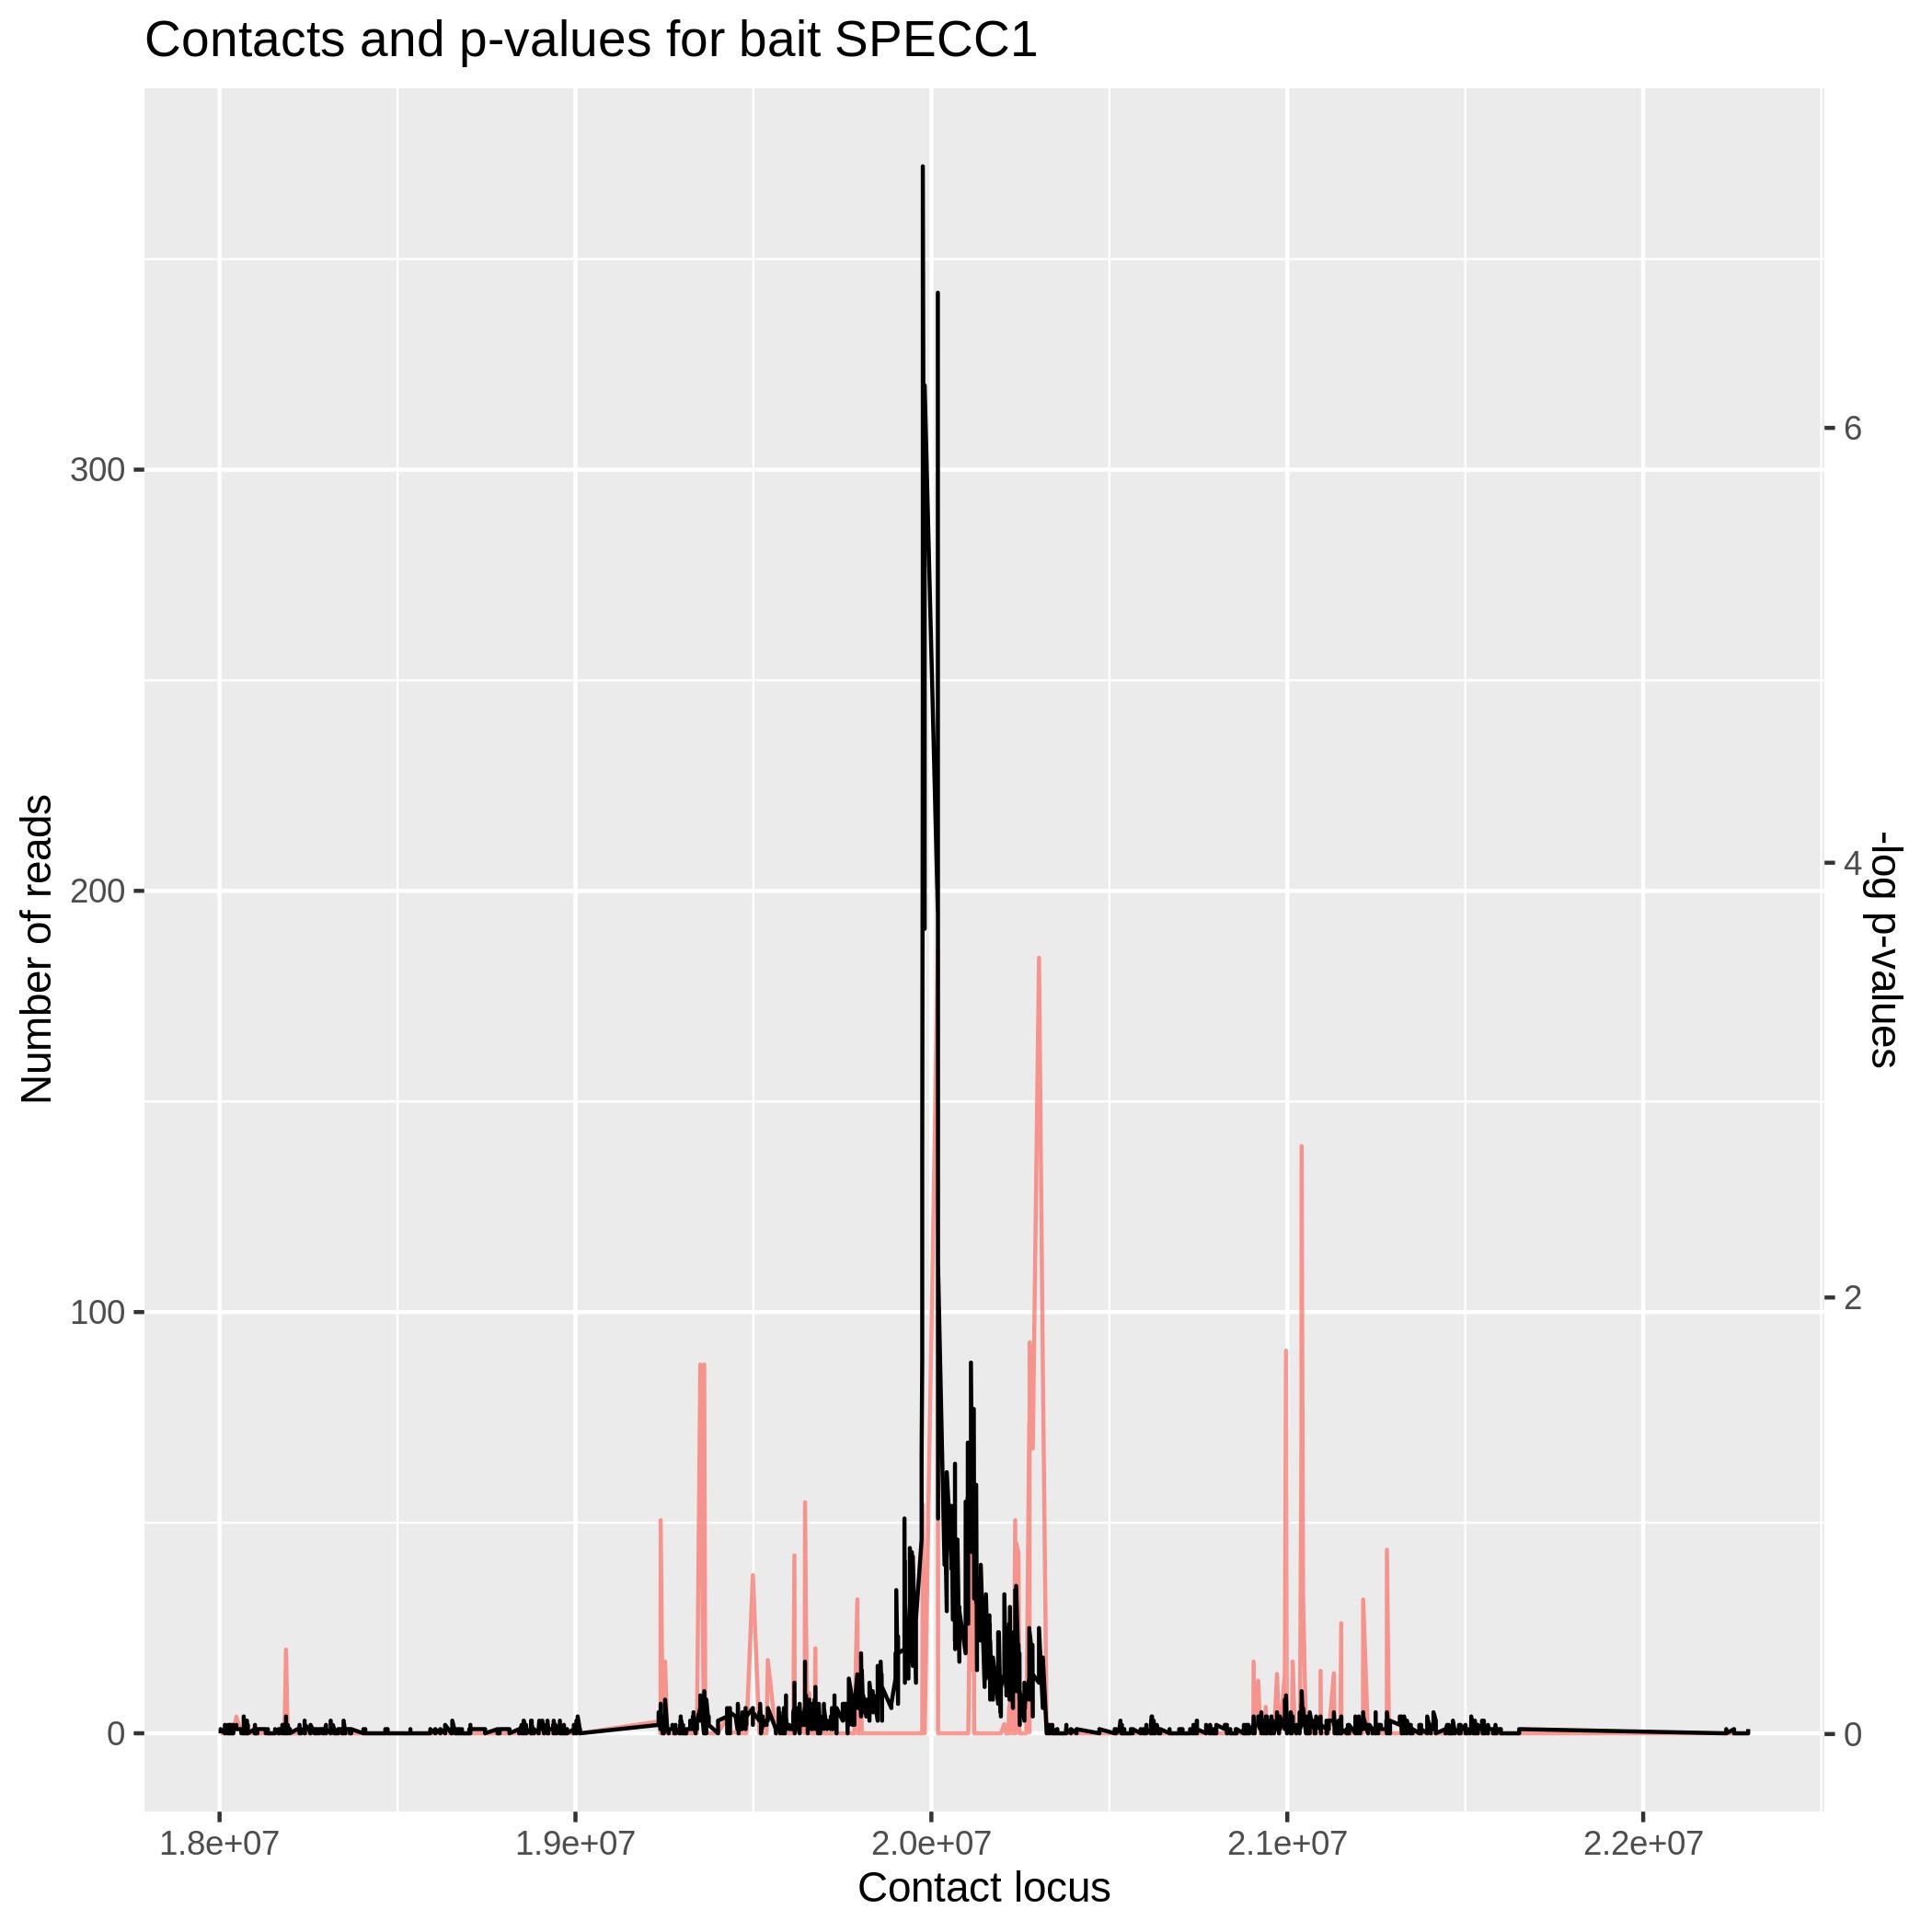 Contacts and p-values for bait SPECC1
Number of reads
300
200
100
0
6
4
2
0
-log p-values
1.8e+07
1.9e+07
2.0e+07
2.1e+07
2.2e+07
Contact locus